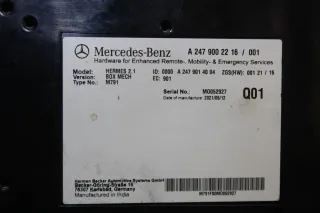 Mercedes-Benz A 247 900 22 16 / 001
Hardware for Enhanced Remote-, Mobility- & Emergency Services
Model: HERMES 2.1 ID: 0000 A 247 901 40 04 ZGS(HW): 001 21 / 15
Version: BOX MECH EC: 901
Type No.: M791
Serial No.: M0052927 Q01
Date of Manufacture: 2021/05/12
Harman Becker Automotive Systems GmbH
Becker-Göring-Straße 16
76307 Karlsbad, Germany
Manufactured in India